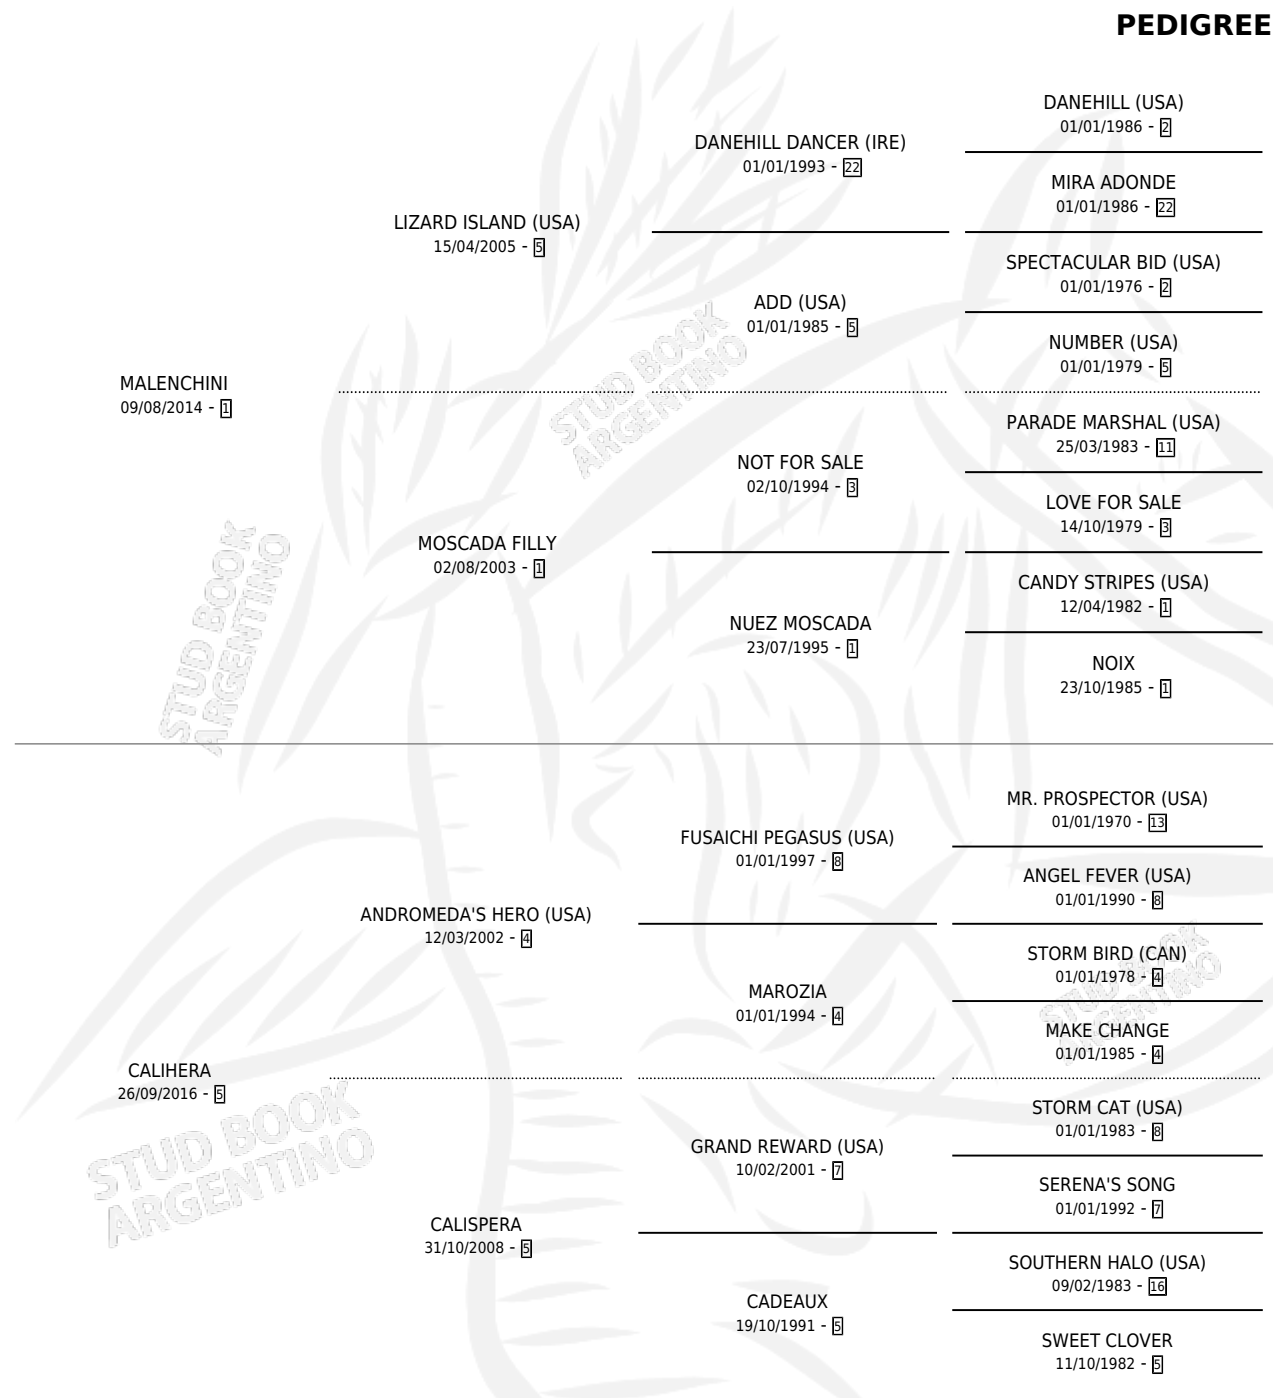 PEDIGREE
DANEHILL (USA)
01/01/1986 - 2
DANEHILL DANCER (IRE)
01/01/1993 - 22
MIRA ADONDE
01/01/1986 - 22
LIZARD ISLAND (USA)
15/04/2005 - 5
SPECTACULAR BID (USA)
01/01/1976 - 2
ADD (USA)
01/01/1985 - 5
NUMBER (USA)
01/01/1979 - 5
MALENCHINI
09/08/2014 - 1
PARADE MARSHAL (USA)
25/03/1983 - 11
NOT FOR SALE
02/10/1994 - 3
LOVE FOR SALE
14/10/1979 - 3
MOSCADA FILLY
02/08/2003 - 1
CANDY STRIPES (USA)
12/04/1982 - 1
NUEZ MOSCADA
23/07/1995 - 1
NOIX
23/10/1985 - 1
STUD BOOK
ARGENTINO
STUD BOOK
ARGENTINO
MR. PROSPECTOR (USA)
01/01/1970 - 13
FUSAICHI PEGASUS (USA)
01/01/1997 - 8
ANGEL FEVER (USA)
01/01/1990 - 8
ANDROMEDA'S HERO (USA)
12/03/2002 - 4
STORM BIRD (CAN)
01/01/1978 - 4
MAROZIA
01/01/1994 - 4
MAKE CHANGE
01/01/1985 - 4
CALIHERA
26/09/2016 - 5
STORM CAT (USA)
01/01/1983 - 8
GRAND REWARD (USA)
10/02/2001 - 7
SERENA'S SONG
01/01/1992 - 7
CALISPERA
31/10/2008 - 5
SOUTHERN HALO (USA)
09/02/1983 - 16
CADEAUX
19/10/1991 - 5
SWEET CLOVER
11/10/1982 - 5
STUD BOOK
ARGENTINO
STUD BOOK
ARGENTINO